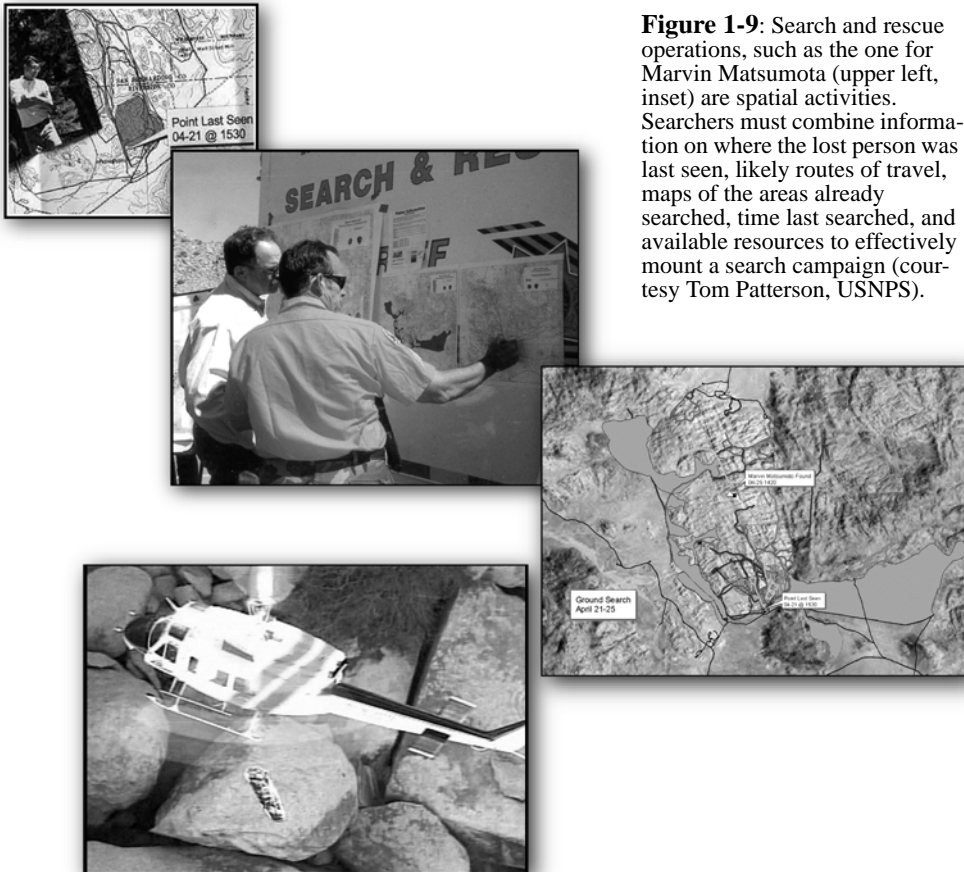 Figure 1-9: Search and rescue
operations, such as the one for
Marvin Matsumota (upper left,
inset) are spatial activities.
Searchers must combine informa-
tion on where the lost person was
last seen, likely routes of travel,
maps of the areas already
searched, time last searched, and
available resources to effectively
mount a search campaign (cour-
tesy Tom Patterson, USNPS).
SAN BERNARDINO CO
RIVERSIDE CO
Point Last Seen
04-21 @ 1530
SEARCH & RES
Marvin Matsumoto Found
04-25 1400
Ground Search
April 21-25
Point Last Seen
04-21 @ 1530